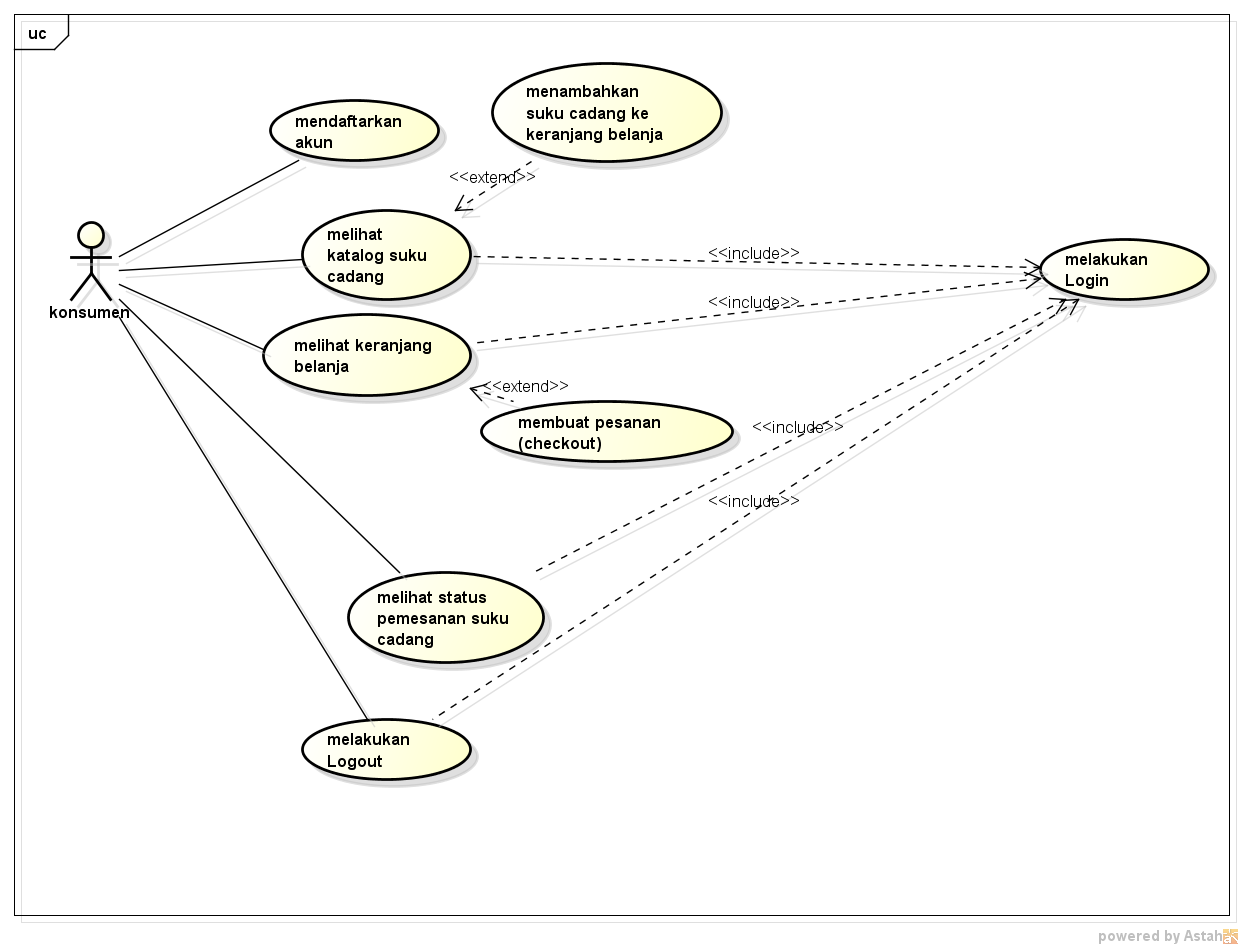 uc
menambahkan
suku cadang ke
keranjang belanja
mendaftarkan
akun
<<extend>>
melihat
katalog suku
cadang
<<include>>
melakukan
Login
konsumen
<<include>>
melihat keranjang
belanja
<<extend>>
membuat pesanan
(checkout)
<<include>>
<<include>>
melihat status
pemesanan suku
cadang
melakukan
Logout
powered by Astah